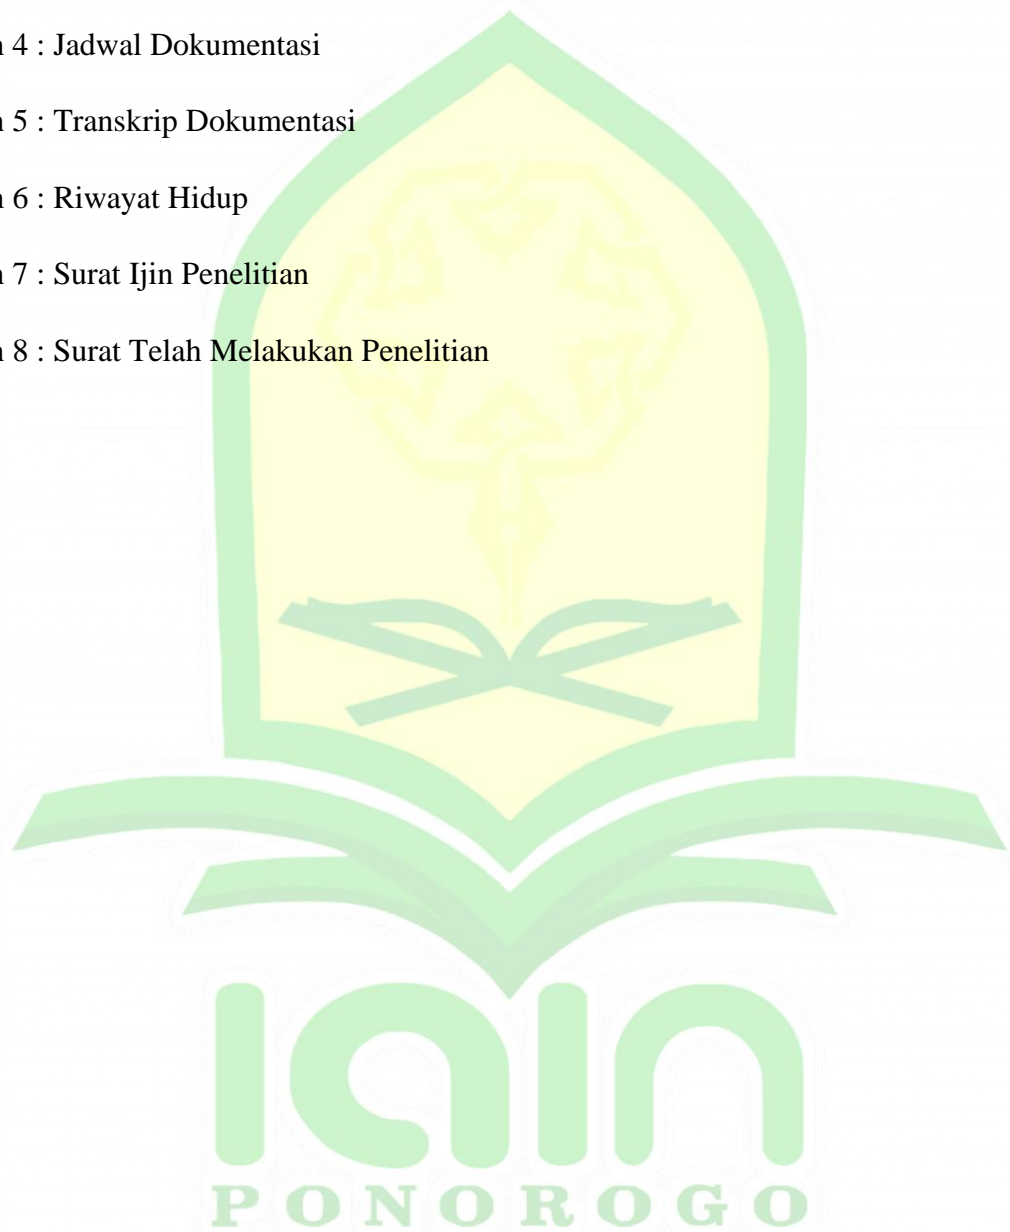 n 4 : Jadwal Dokumentasi
n 5 : Transkrip Dokumentasi
n 6 : Riwayat Hidup
n 7 : Surat Ijin Penelitian
n 8 : Surat Telah Melakukan Penelitian
iain
PONOROGO